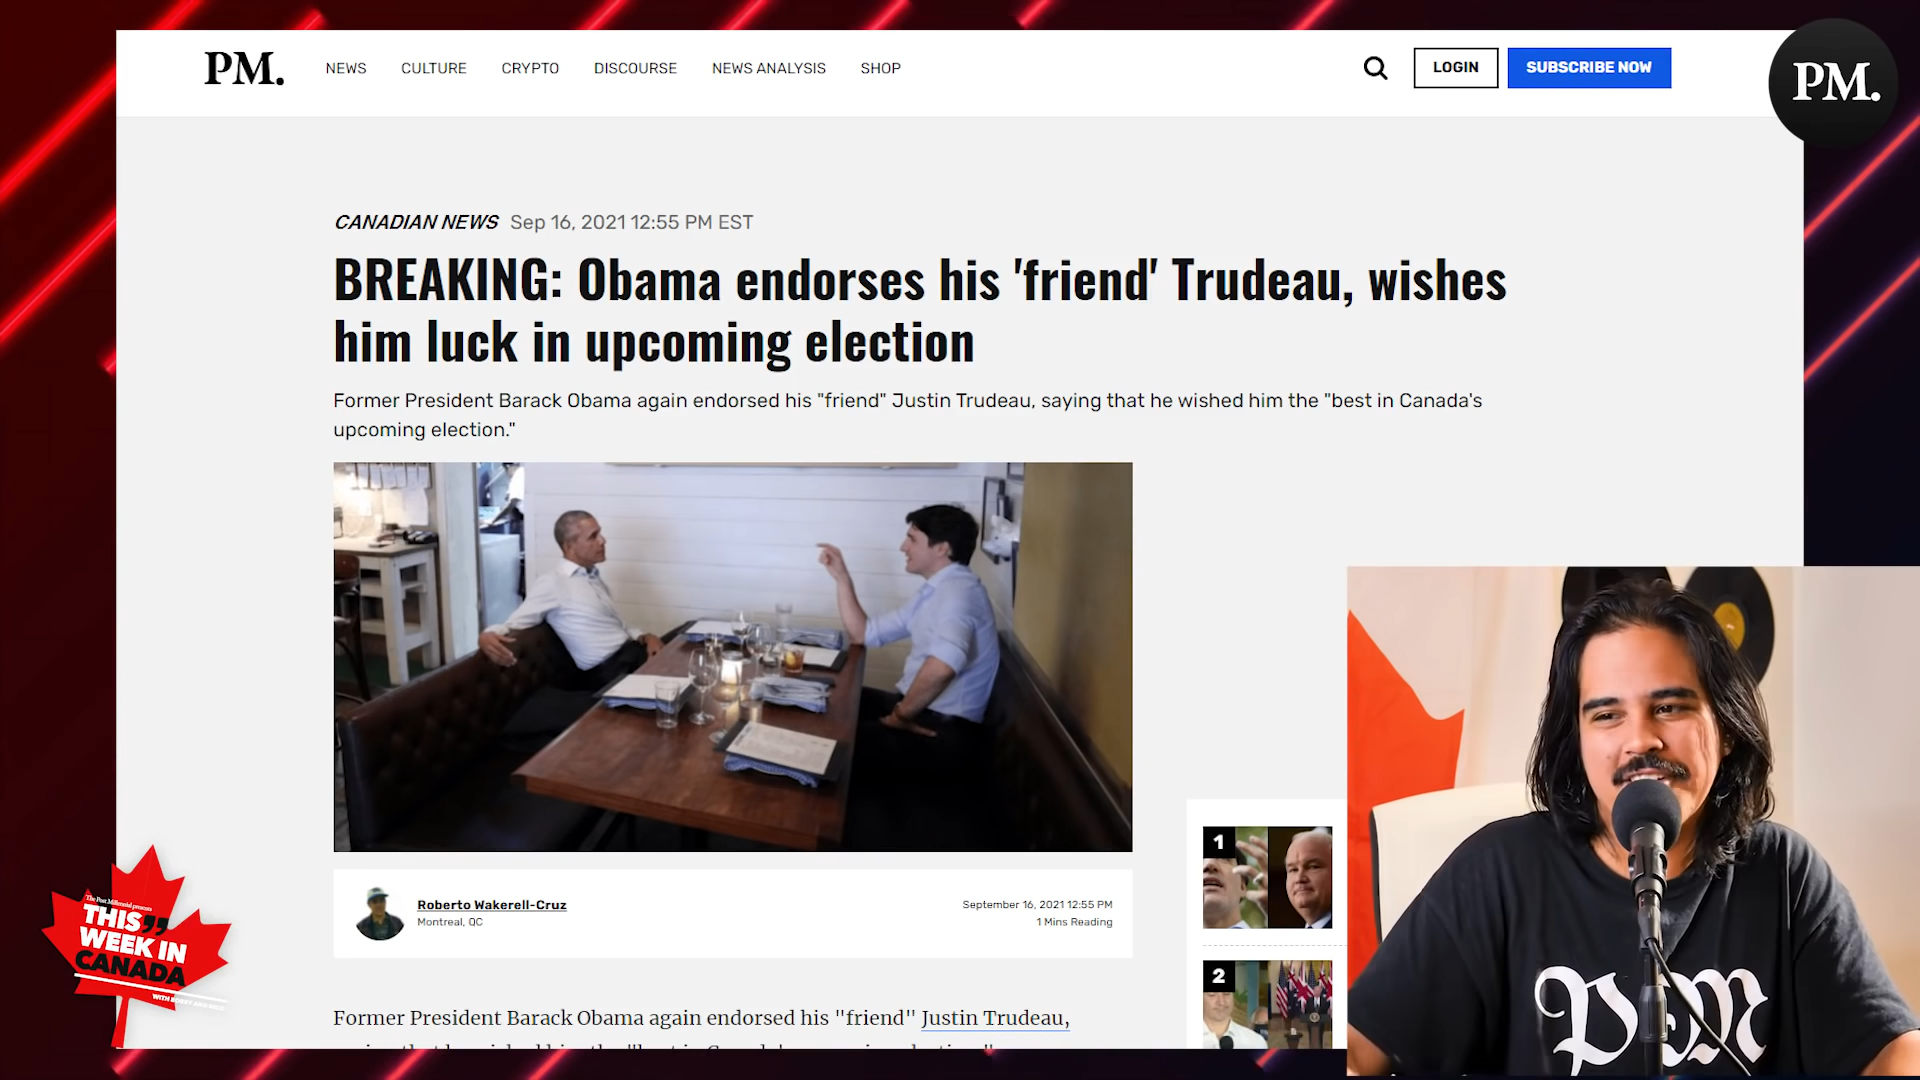 PM.
NEWS
CULTURE
CRYPTO
DISCOURSE
NEWS ANALYSIS
SHOP
LOGIN
SUBSCRIBE NOW
PM.
CANADIAN NEWS Sep 16, 2021 12:55 PM EST
BREAKING: Obama endorses his 'friend' Trudeau, wishes
him luck in upcoming election
Former President Barack Obama again endorsed his "friend" Justin Trudeau, saying that he wished him the "best in Canada's
upcoming election."
Roberto Wakerell-Cruz
Montreal, QC
September 16, 2021 12:55 PM
1 Mins Reading
1
2
The Post Millennial presents
THIS
WEEK IN
CANADA
Former President Barack Obama again endorsed his "friend" Justin Trudeau,